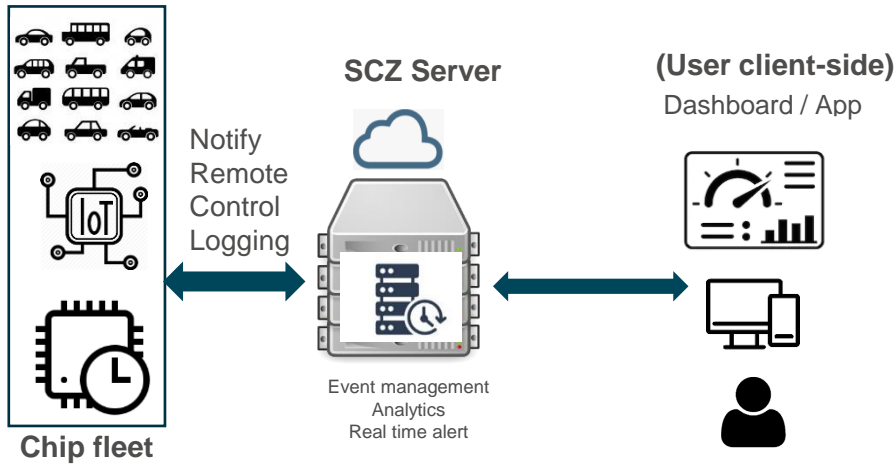 IoT
Chip fleet
Notify
Remote
Control
Logging
SCZ Server
Event management
Analytics
Real time alert
(User client-side)
Dashboard / App